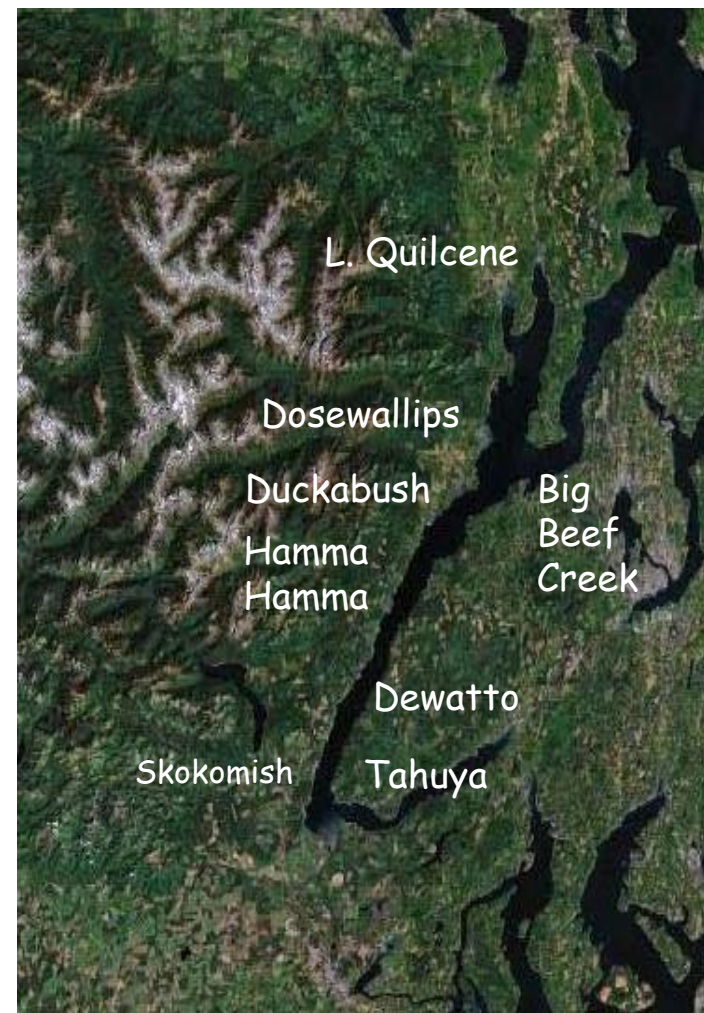 L. Quilcene
Dosewallips
Duckabush
Big
Beef
Creek
Hamma
Hamma
Dewatto
Skokomish
Tahuya